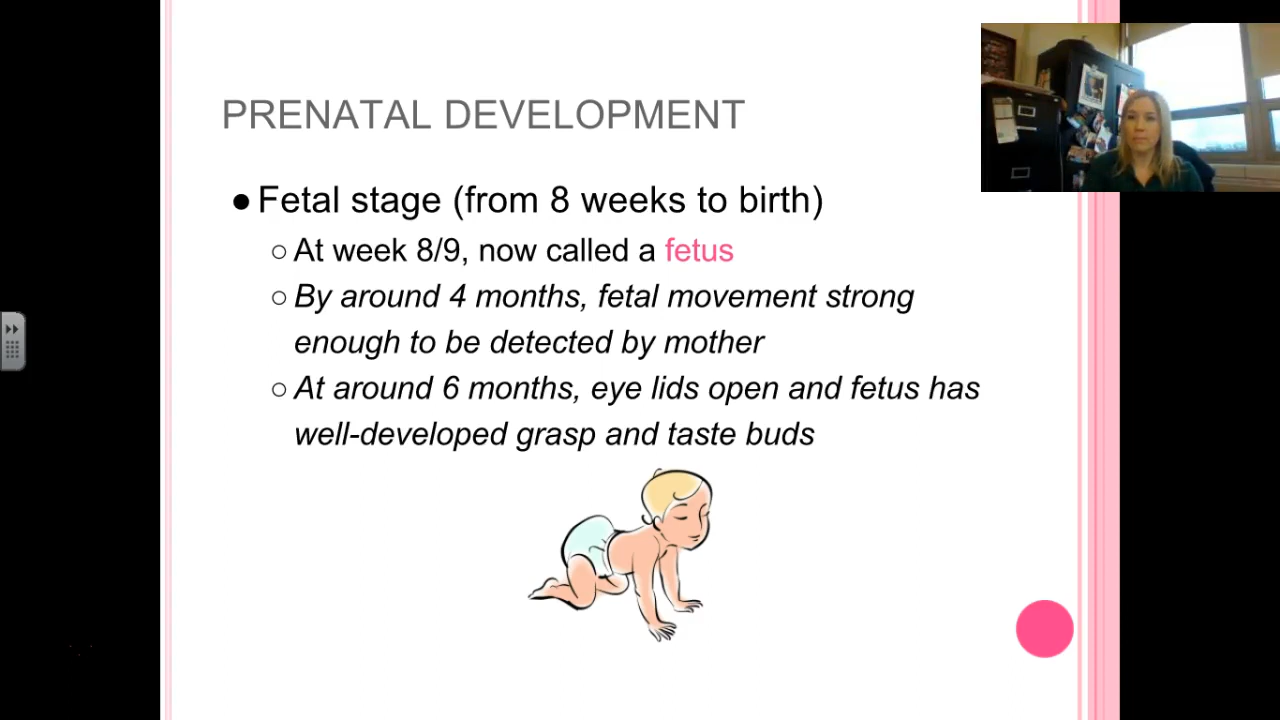 PRENATAL DEVELOPMENT
● Fetal stage (from 8 weeks to birth)
○ At week 8/9, now called a fetus
○ By around 4 months, fetal movement strong
enough to be detected by mother
○ At around 6 months, eye lids open and fetus has
well-developed grasp and taste buds